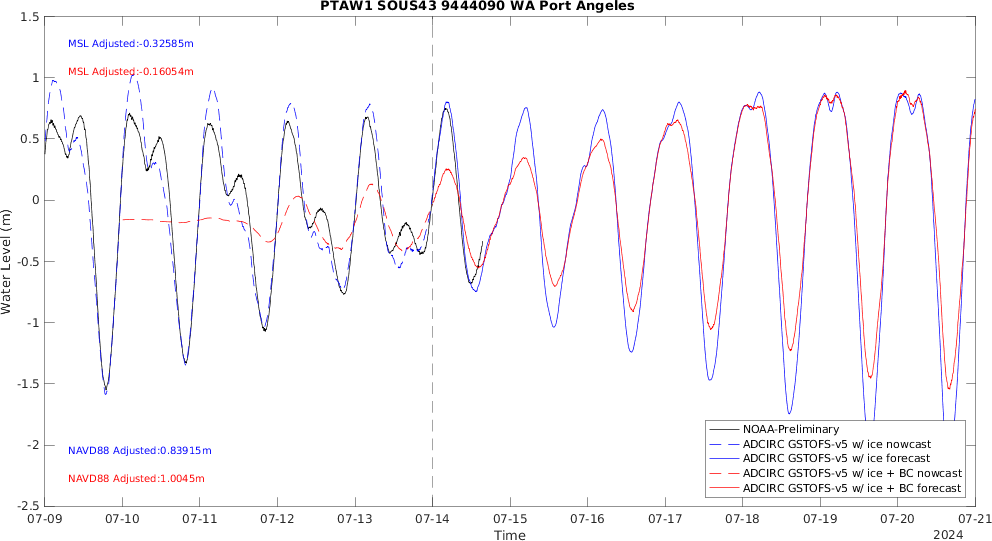 PTAW1 SOUS43 9444090 WA Port Angeles
1.5
1
0.5
0
-0.5
-1
-1.5
-2
-2.5
Water Level (m)
MSL Adjusted:-0.32585m
MSL Adjusted:-0.16054m
NAVD88 Adjusted:0.83915m
NAVD88 Adjusted:1.0045m
NOAA-Preliminary
ADCIRC GSTOFS-v5 w/ ice nowcast
ADCIRC GSTOFS-v5 w/ ice forecast
ADCIRC GSTOFS-v5 w/ ice + BC nowcast
ADCIRC GSTOFS-v5 w/ ice + BC forecast
07-09 07-10 07-11 07-12 07-13 07-14 07-15 07-16 07-17 07-18 07-19 07-20 07-21
Time
2024